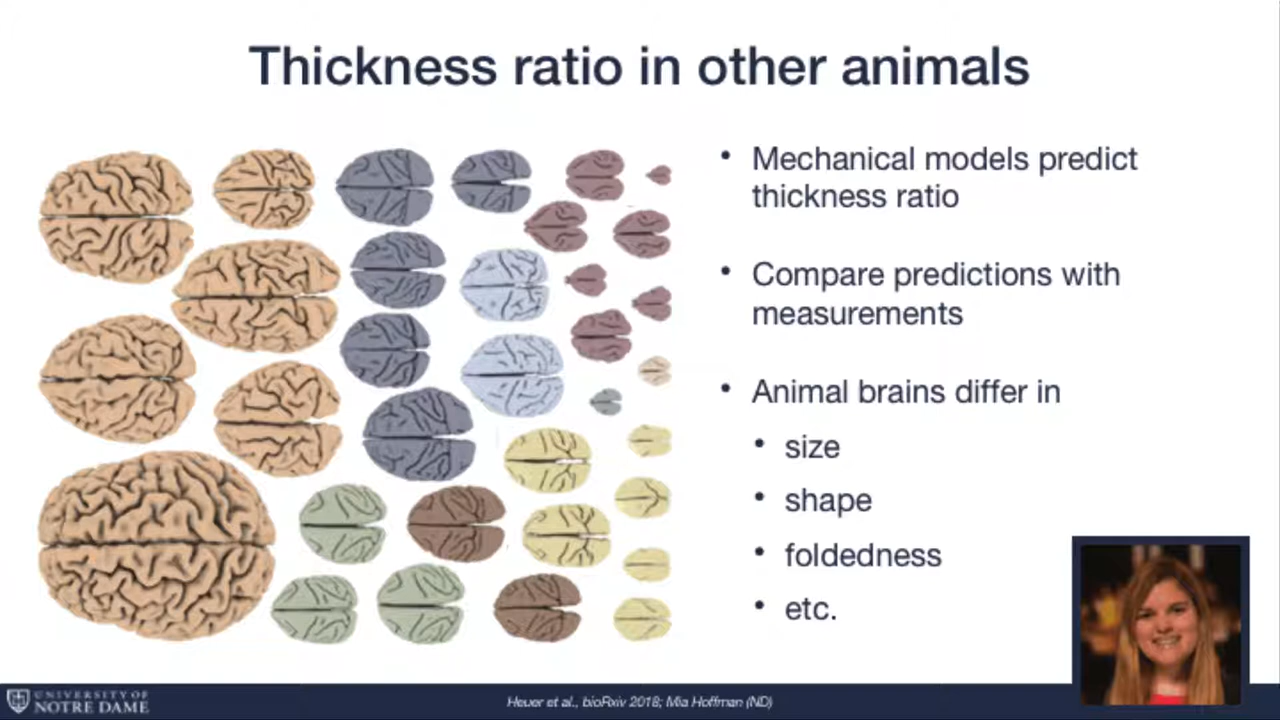 Thickness ratio in other animals
• Mechanical models predict
thickness ratio
• Compare predictions with
measurements
• Animal brains differ in
• size
• shape
• foldedness
• etc.
UNIVERSITY OF
NOTRE DAME
Heuer et al., bioRxiv 2018; Mia Hoffman (ND)